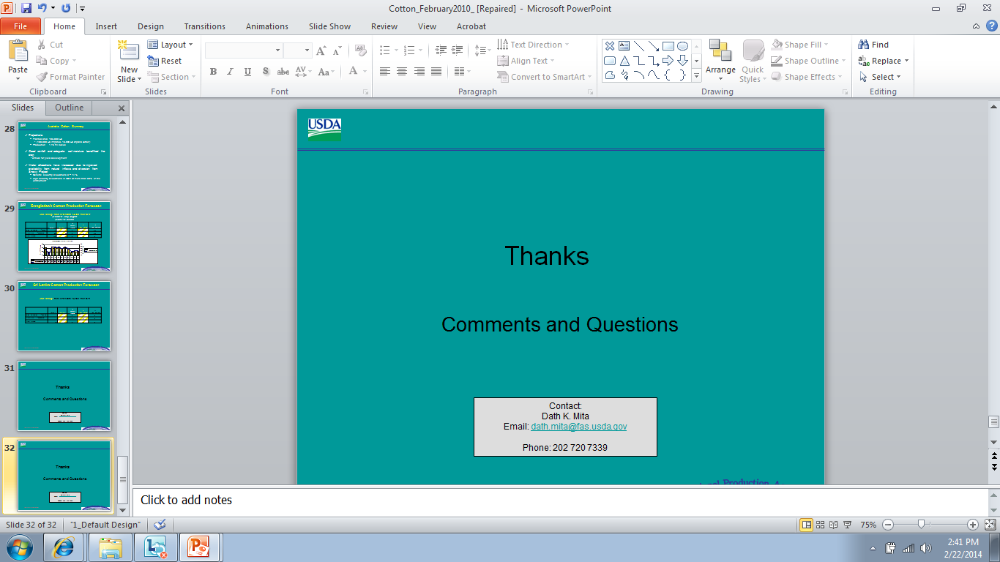 Cotton_February2010_ [Repaired] - Microsoft PowerPoint
File Home Insert Design Transitions Animations Slide Show Review View Acrobat
Paste
Cut
Copy
Format Painter
Clipboard
New Slide
Layout
Reset
Section
Slides
B I U S abc AV Aa A
Font
Text Direction
Align Text
Convert to SmartArt
Paragraph
Arrange
Quick Styles
Shape Fill
Shape Outline
Shape Effects
Drawing
Find
Replace
Select
Editing
Slides Outline
28
Australia Cotton Summary
29
Bangladesh Cotton Production Forecast
30
Sri Lanka Cotton Production Forecast
31
Thanks
Comments and Questions
32
Thanks
Comments and Questions
USDA
Thanks
Comments and Questions
Contact:
Dath K. Mita
Email: dath.mita@fas.usda.gov
Phone: 202 720 7339
Production
Click to add notes
Slide 32 of 32 "1_Default Design" 75%
2:41 PM
2/22/2014